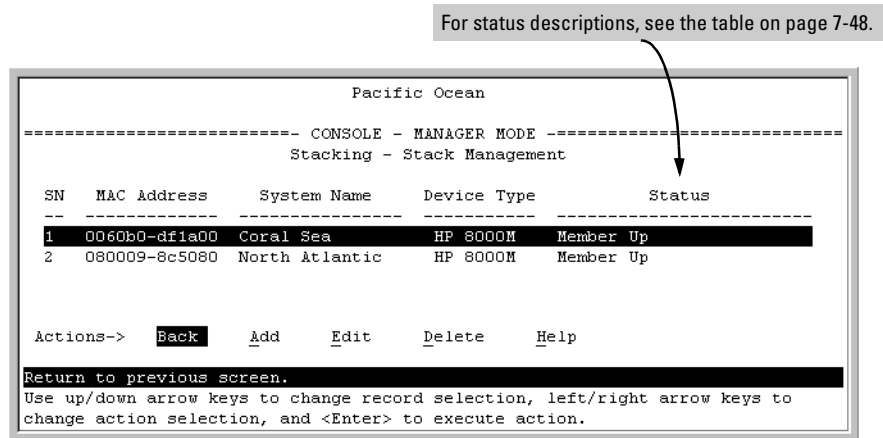 For status descriptions, see the table on page 7-48.
Pacific Ocean
==========================- CONSOLE - MANAGER MODE -============================
Stacking - Stack Management
SN MAC Address System Name Device Type Status
-- ------------- ---------------- ----------- -------------------------
1 0060b0-df1a00 Coral Sea HP 8000M Member Up
2 080009-8c5080 North Atlantic HP 8000M Member Up
Actions-> Back Add Edit Delete Help
Return to previous screen.
Use up/down arrow keys to change record selection, left/right arrow keys to
change action selection, and <Enter> to execute action.